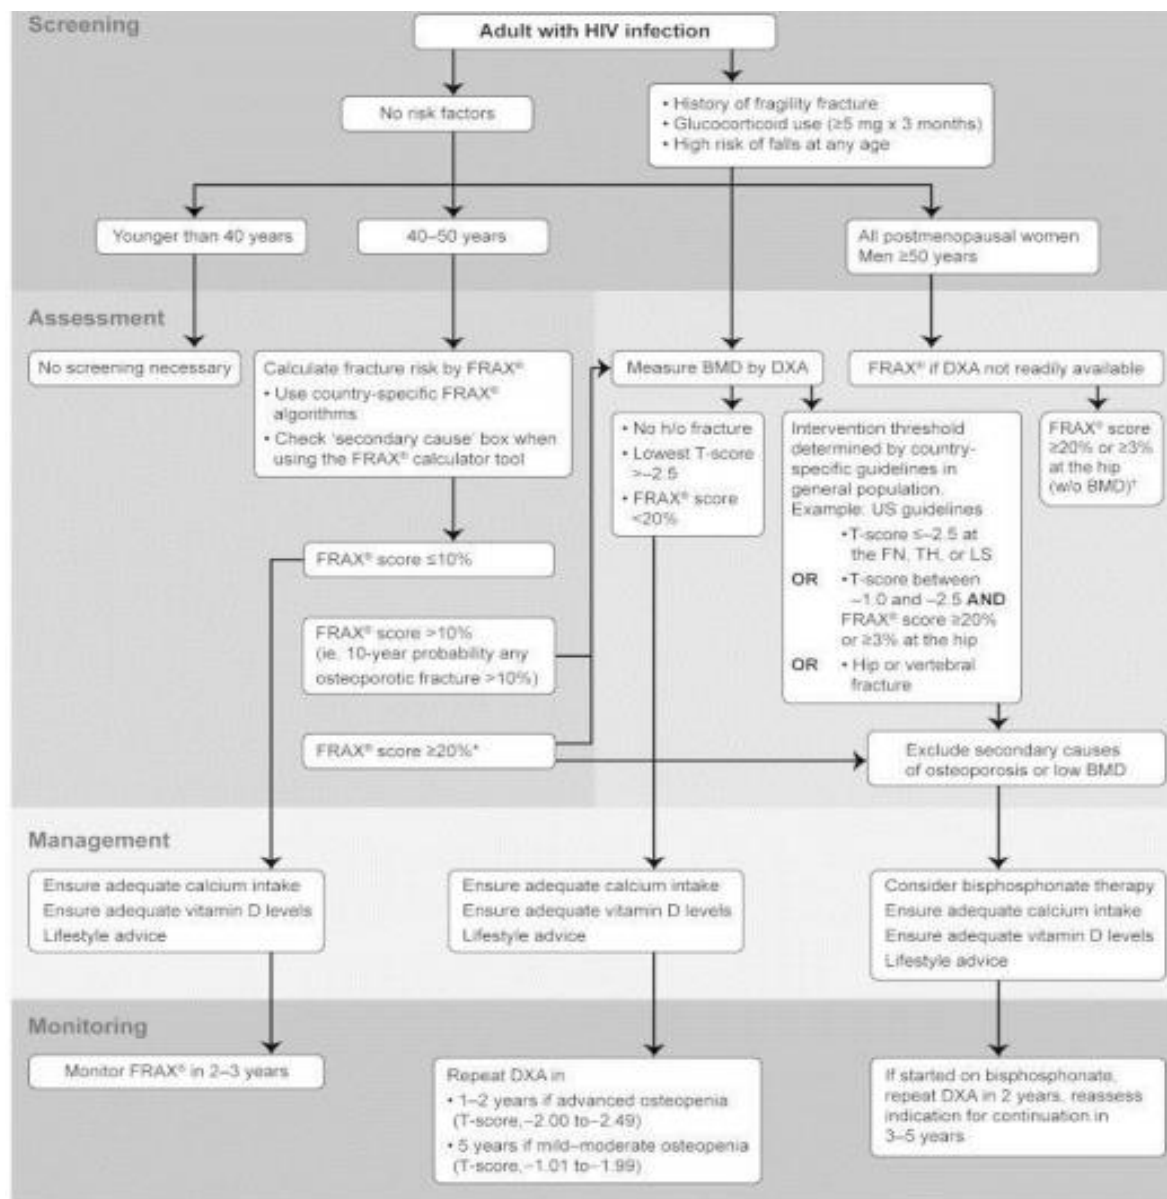 Screening
Adult with HIV infection
No risk factors
• History of fragility fracture
• Glucocorticoid use (≥5 mg x 3 months)
• High risk of falls at any age
Younger than 40 years
40–50 years
All postmenopausal women
Men ≥50 years
Assessment
No screening necessary
Calculate fracture risk by FRAX®
• Use country-specific FRAX®
algorithms
• Check 'secondary cause' box when
using the FRAX® calculator tool
Measure BMD by DXA
FRAX® if DXA not readily available
• No h/o fracture
• Lowest T-score
>–2.5
• FRAX® score
<20%
Intervention threshold
determined by country-
specific guidelines in
general population.
Example: US guidelines
• T-score ≤–2.5 at
the FN, TH, or LS
OR • T-score between
–1.0 and –2.5 AND
FRAX® score ≥20%
or ≥3% at the hip
OR • Hip or vertebral
fracture
FRAX® score
≥20% or ≥3%
at the hip
(w/o BMD)†
FRAX® score ≤10%
FRAX® score >10%
(ie, 10-year probability any
osteoporotic fracture >10%)
FRAX® score ≥20%*
Exclude secondary causes
of osteoporosis or low BMD
Management
Ensure adequate calcium intake
Ensure adequate vitamin D levels
Lifestyle advice
Ensure adequate calcium intake
Ensure adequate vitamin D levels
Lifestyle advice
Consider bisphosphonate therapy
Ensure adequate calcium intake
Ensure adequate vitamin D levels
Lifestyle advice
Monitoring
Monitor FRAX® in 2–3 years
Repeat DXA in
• 1–2 years if advanced osteopenia
(T-score, –2.00 to –2.49)
• 5 years if mild–moderate osteopenia
(T-score, –1.01 to –1.99)
If started on bisphosphonate,
repeat DXA in 2 years, reassess
indication for continuation in
3–5 years